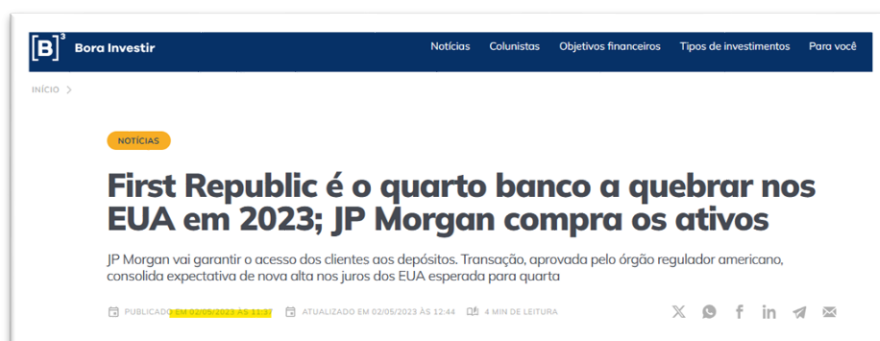 [B]³ Bora Investir Notícias Colunistas Objetivos financeiros Tipos de investimentos Para você
INÍCIO >
NOTÍCIAS
First Republic é o quarto banco a quebrar nos
EUA em 2023; JP Morgan compra os ativos
JP Morgan vai garantir o acesso dos clientes aos depósitos. Transação, aprovada pelo órgão regulador americano,
consolida expectativa de nova alta nos juros dos EUA esperada para quarta
PUBLICADO EM 02/05/2023 ÀS 11:37 ATUALIZADO EM 02/05/2023 ÀS 12:44 4 MIN DE LEITURA